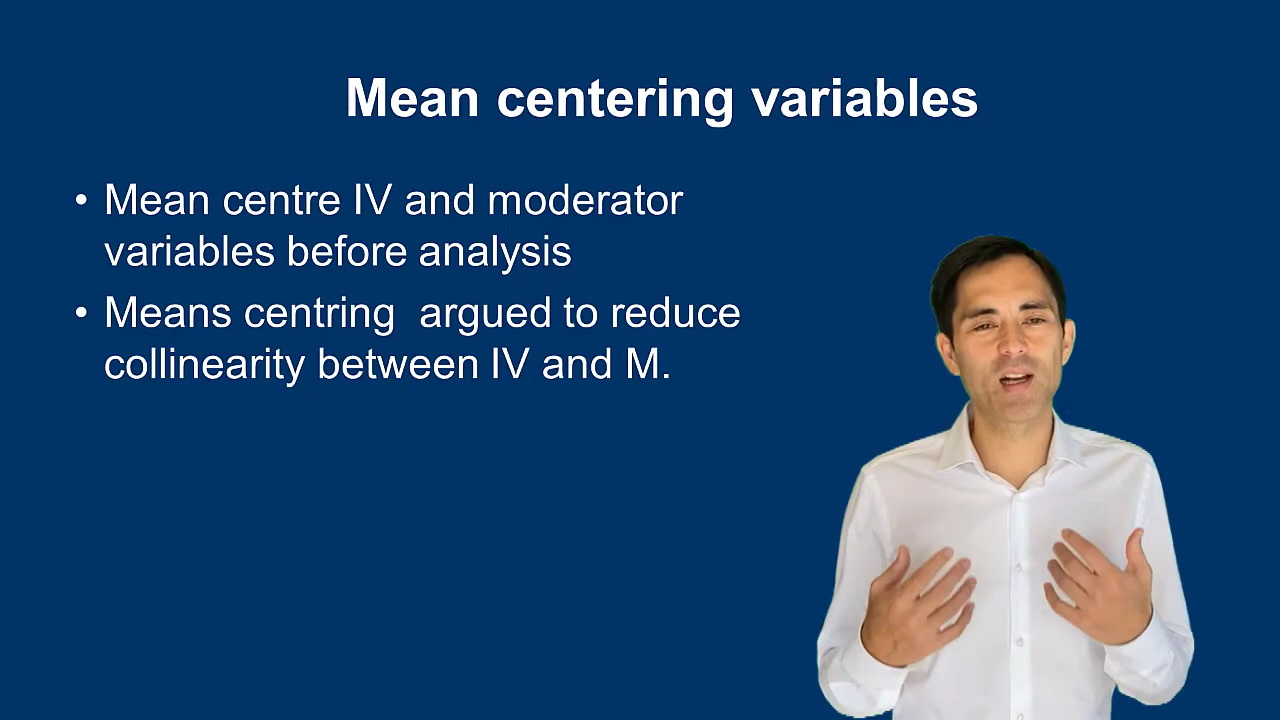 Mean centering variables
• Mean centre IV and moderator
variables before analysis
• Means centring  argued to reduce
collinearity between IV and M.